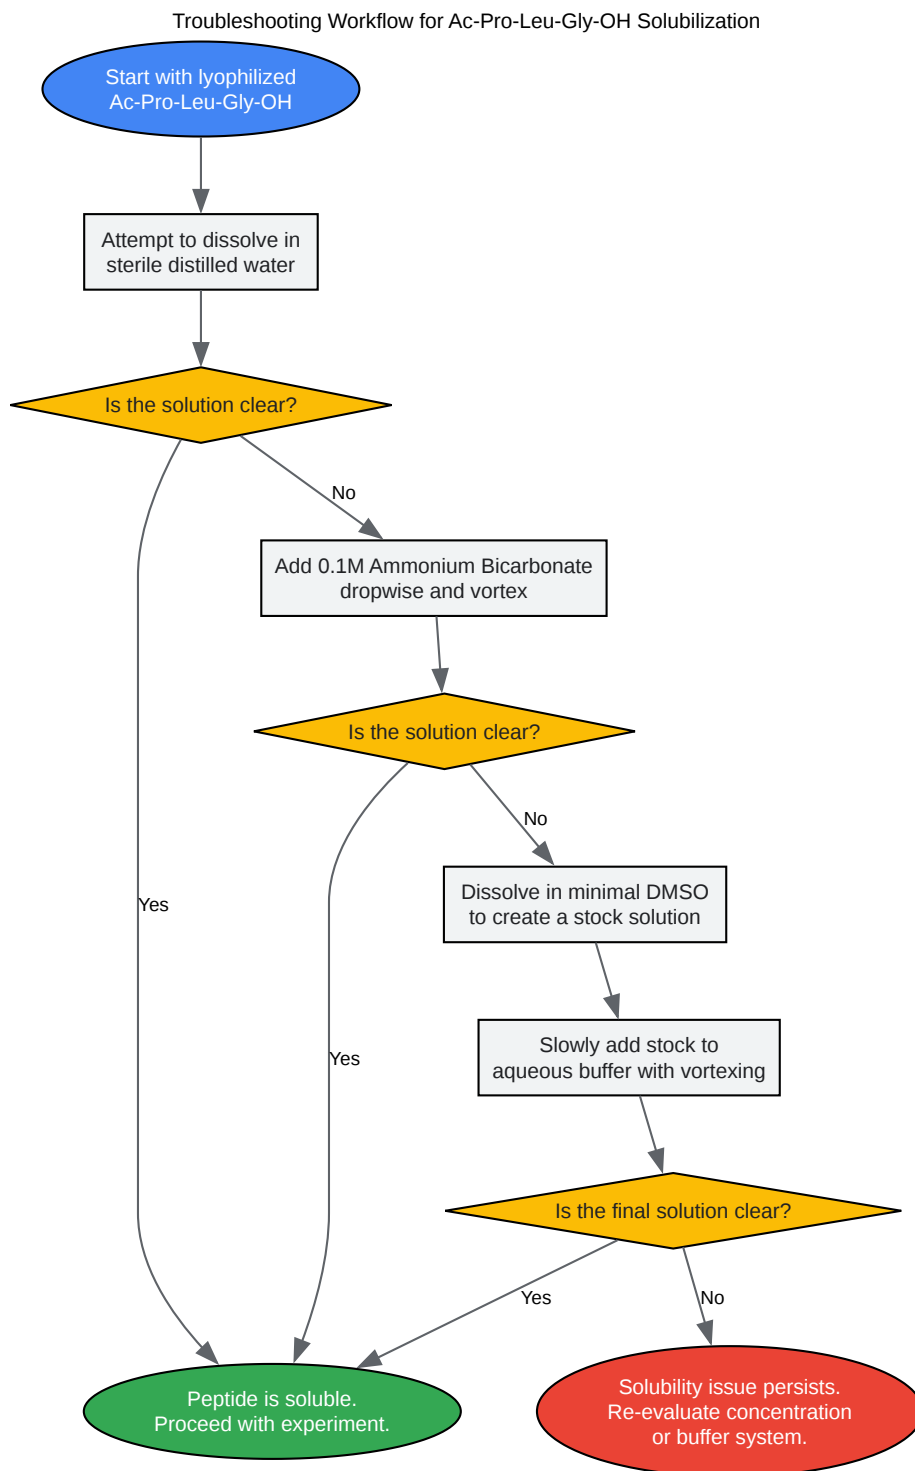 Troubleshooting Workflow for Ac-Pro-Leu-Gly-OH Solubilization
Start with lyophilized
Ac-Pro-Leu-Gly-OH
Attempt to dissolve in
sterile distilled water
Is the solution clear?
No
Add 0.1M Ammonium Bicarbonate
dropwise and vortex
Is the solution clear?
No
Dissolve in minimal DMSO
to create a stock solution
Yes
Slowly add stock to
aqueous buffer with vortexing
Yes
Is the final solution clear?
Yes
No
Peptide is soluble.
Proceed with experiment.
Solubility issue persists.
Re-evaluate concentration
or buffer system.